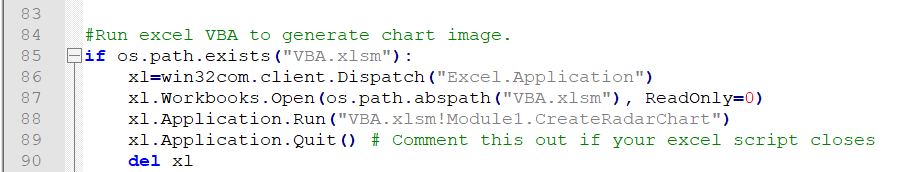 83
84 #Run excel VBA to generate chart image.
85 if os.path.exists("VBA.xlsm"):
86 xl=win32com.client.Dispatch("Excel.Application")
87 xl.Workbooks.Open(os.path.abspath("VBA.xlsm"), ReadOnly=0)
88 xl.Application.Run("VBA.xlsm!Module1.CreateRadarChart")
89 xl.Application.Quit() # Comment this out if your excel script closes
90 del xl